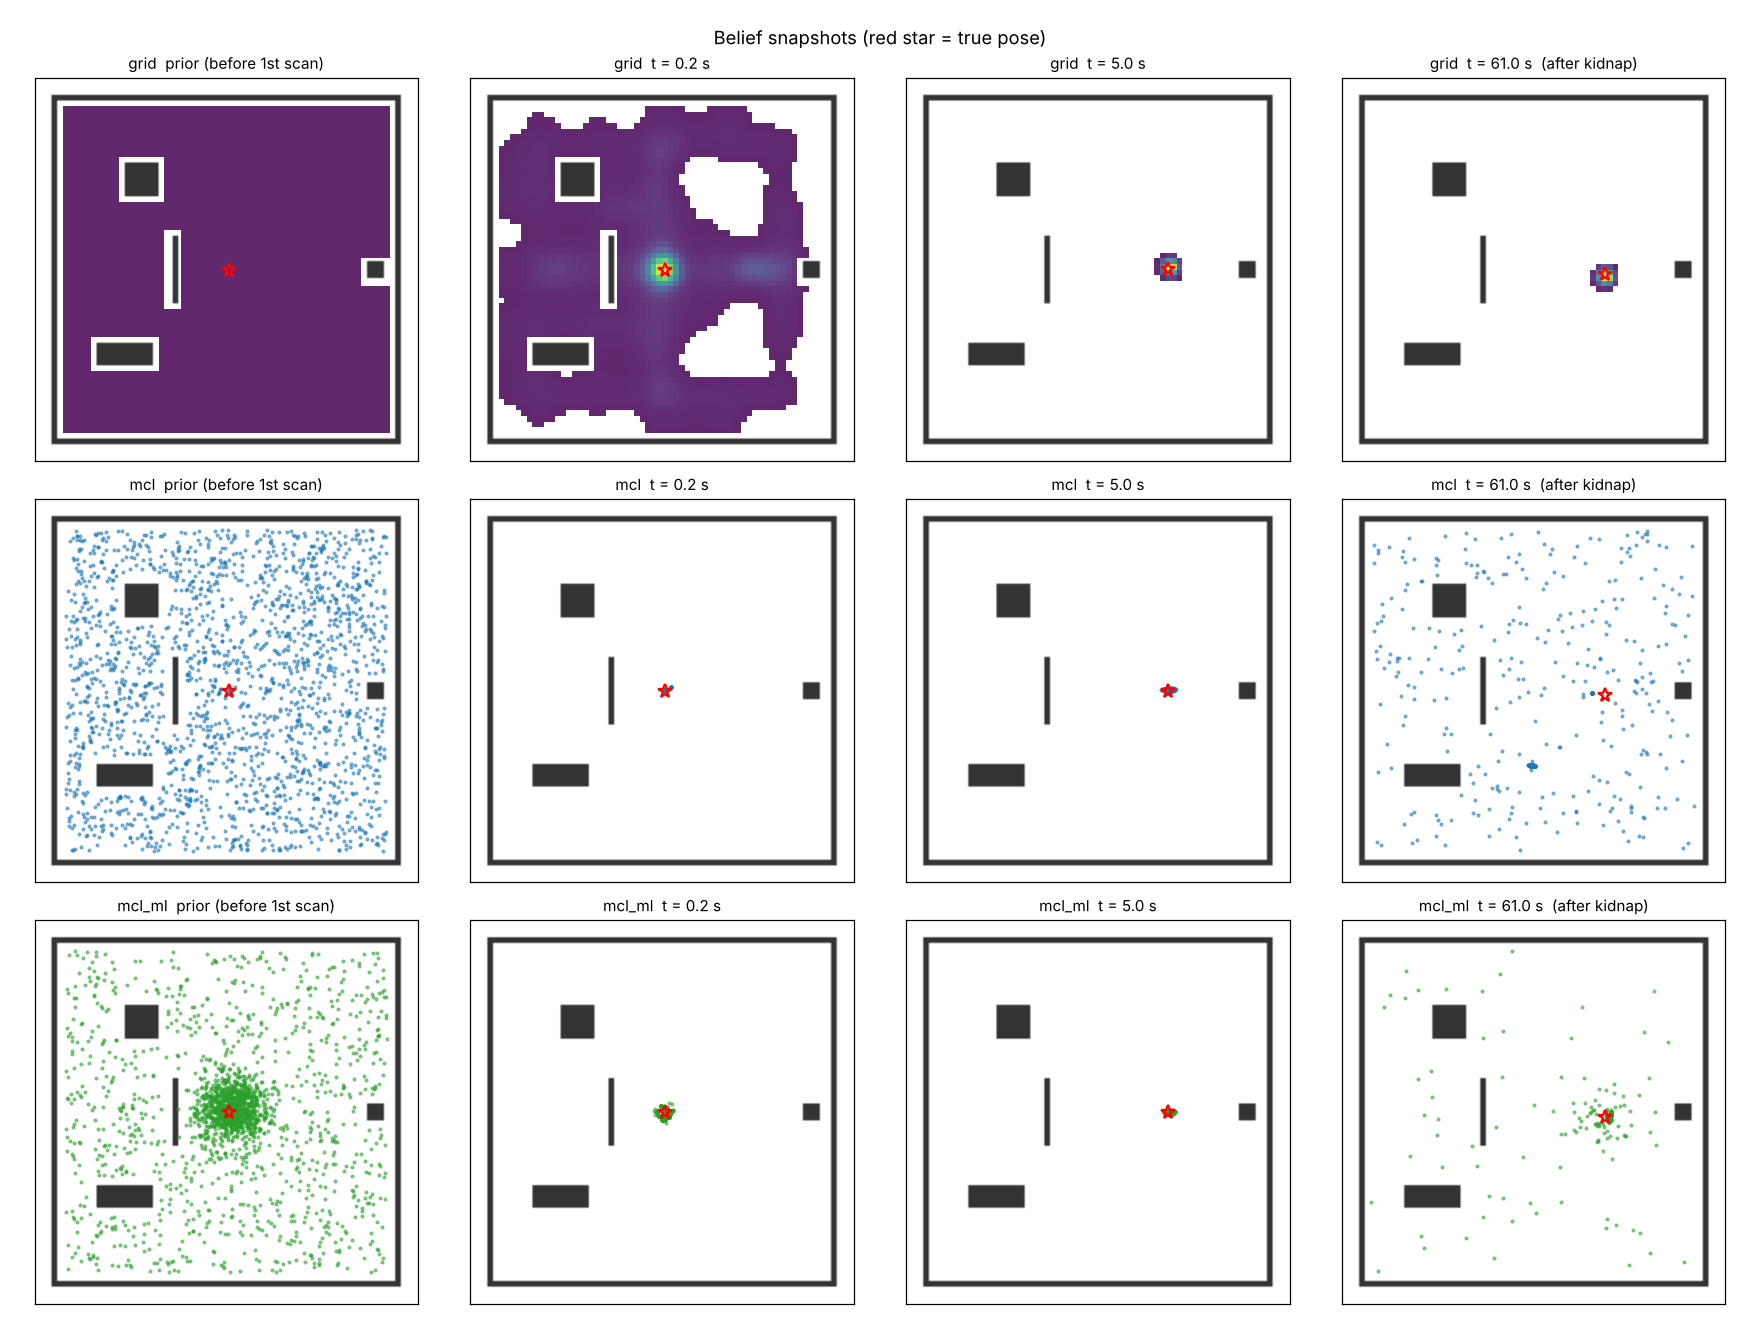 Belief snapshots (red star = true pose)
grid  prior (before 1st scan)
grid  t = 0.2 s
grid  t = 5.0 s
grid  t = 61.0 s  (after kidnap)
mcl  prior (before 1st scan)
mcl  t = 0.2 s
mcl  t = 5.0 s
mcl  t = 61.0 s  (after kidnap)
mcl_ml  prior (before 1st scan)
mcl_ml  t = 0.2 s
mcl_ml  t = 5.0 s
mcl_ml  t = 61.0 s  (after kidnap)